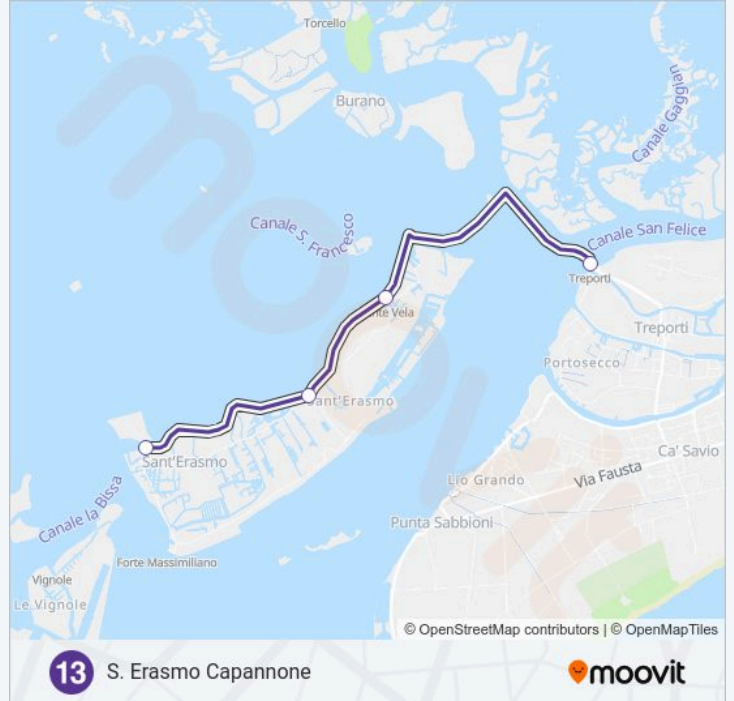 Torcello
Burano
Canale Gaggian
Canale S. Francesco
Canale San Felice
Treporti
nte Vela
Treporti
Portosecco
Sant'Erasmo
Ca' Savio
Sant'Erasmo
Lio Grando
Via Fausta
Canale la Bissa
Punta Sabbioni
Forte Massimiliano
Vignole
Le Vignole
© OpenStreetMap contributors | © OpenMapTiles
13 S. Erasmo Capannone
moovit